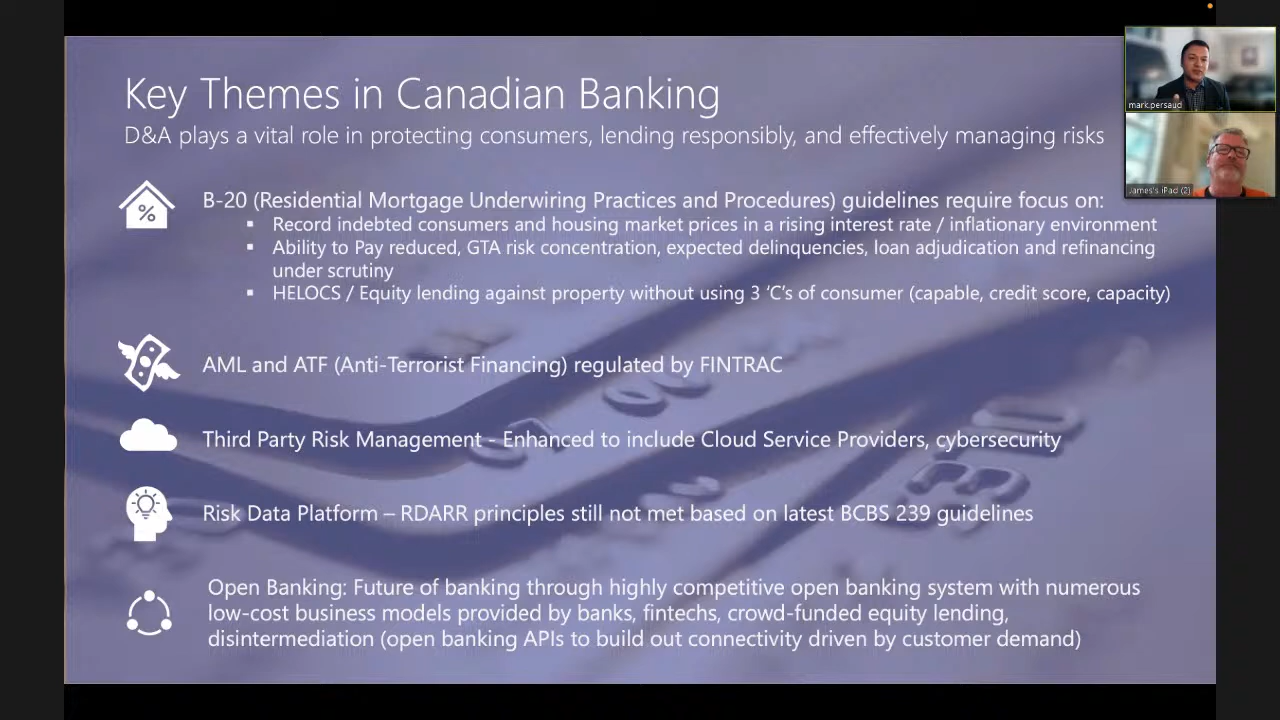 Key Themes in Canadian Banking
D&A plays a vital role in protecting consumers, lending responsibly, and effectively managing risks
mark.persaud
James's iPad (2)
%
B-20 (Residential Mortgage Underwiring Practices and Procedures) guidelines require focus on:
▪ Record indebted consumers and housing market prices in a rising interest rate / inflationary environment
▪ Ability to Pay reduced, GTA risk concentration, expected delinquencies, loan adjudication and refinancing
under scrutiny
▪ HELOCS / Equity lending against property without using 3 ‘C’s of consumer (capable, credit score, capacity)
AML and ATF (Anti-Terrorist Financing) regulated by FINTRAC
Third Party Risk Management - Enhanced to include Cloud Service Providers, cybersecurity
Risk Data Platform – RDARR principles still not met based on latest BCBS 239 guidelines
Open Banking: Future of banking through highly competitive open banking system with numerous
low-cost business models provided by banks, fintechs, crowd-funded equity lending,
disintermediation (open banking APIs to build out connectivity driven by customer demand)